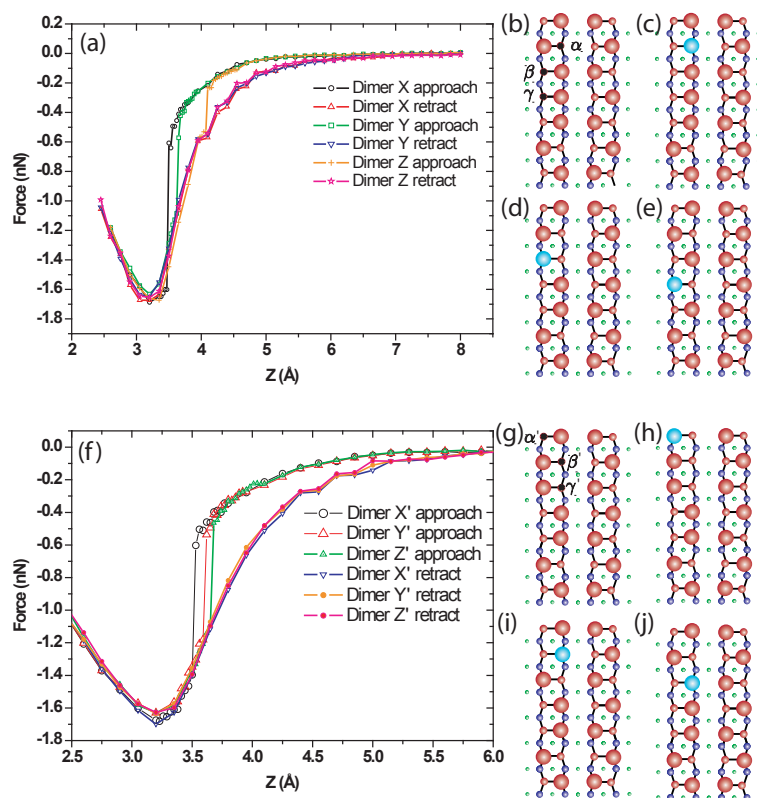 (a)
0.2
0.0
-0.2
-0.4
-0.6
-0.8
-1.0
-1.2
-1.4
-1.6
-1.8
Force (nN)
Dimer X approach
Dimer X retract
Dimer Y approach
Dimer Y retract
Dimer Z approach
Dimer Z retract
2 3 4 5 6 7 8
Z (Å)
(b)
α
β
γ
(c)
(d)
(e)
(f)
0.0
-0.2
-0.4
-0.6
-0.8
-1.0
-1.2
-1.4
-1.6
-1.8
Force (nN)
Dimer X' approach
Dimer Y' approach
Dimer Z' approach
Dimer X' retract
Dimer Y' retract
Dimer Z' retract
2.5 3.0 3.5 4.0 4.5 5.0 5.5 6.0
Z (Å)
(g)
α'
β'
γ'
(h)
(i)
(j)